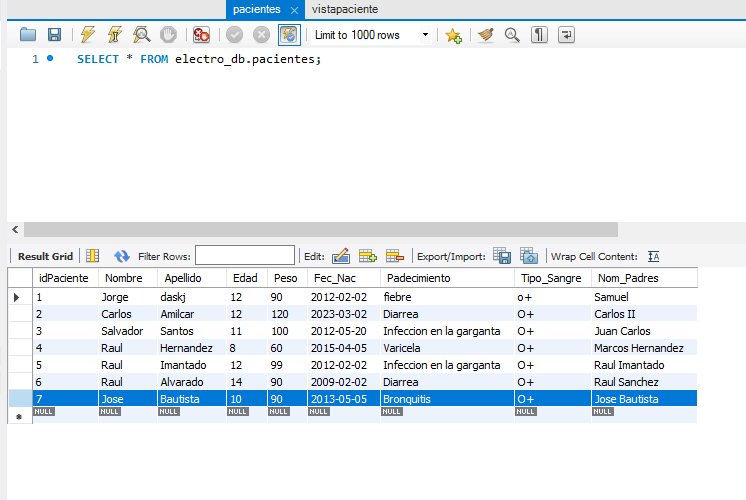 pacientes × vistapaciente
Limit to 1000 rows
1 SELECT * FROM electro_db.pacientes;
Result Grid Filter Rows: Edit: Export/Import: Wrap Cell Content: IA
idPaciente Nombre Apellido Edad Peso Fec_Nac Padecimiento Tipo_Sangre Nom_Padres
1 Jorge daskj 12 90 2012-02-02 fiebre o+ Samuel
2 Carlos Amilcar 12 120 2023-03-02 Diarrea O+ Carlos II
3 Salvador Santos 11 100 2012-05-20 Infeccion en la garganta O+ Juan Carlos
4 Raul Hernandez 8 60 2015-04-05 Varicela O+ Marcos Hernandez
5 Raul Imantado 12 99 2012-02-02 Infeccion en la garganta O+ Raul Imantado
6 Raul Alvarado 14 90 2009-02-02 Diarrea O+ Raul Sanchez
7 Jose Bautista 10 90 2013-05-05 Bronquitis O+ Jose Bautista
NULL NULL NULL NULL NULL NULL NULL NULL NULL